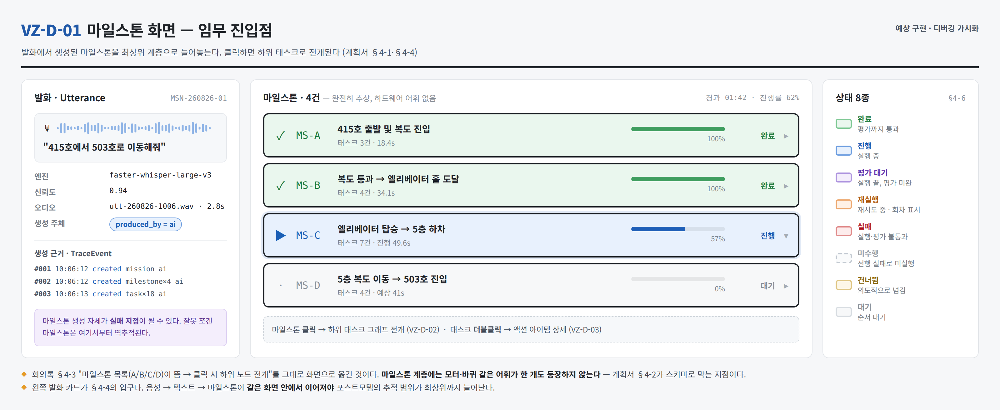 VZ-D-01 마일스톤 화면 — 임무 진입점
예상 구현 · 디버깅 가시화
발화에서 생성된 마일스톤을 최상위 계층으로 늘어놓는다. 클릭하면 하위 태스크로 전개된다 (계획서 §4-1·§4-4)
발화 · Utterance
MSN-260826-01
"415호에서 503호로 이동해줘"
엔진 faster-whisper-large-v3
신뢰도 0.94
오디오 utt-260826-1006.wav · 2.8s
생성 주체 produced_by = ai
생성 근거 · TraceEvent
#001 10:06:12 created mission ai
#002 10:06:12 created milestone×4 ai
#003 10:06:13 created task×18 ai
마일스톤 생성 자체가 실패 지점이 될 수 있다. 잘못 쪼갠
마일스톤은 여기서부터 역추적된다.
마일스톤 · 4건 — 완전히 추상, 하드웨어 어휘 없음
경과 01:42 · 진행률 62%
✓ MS-A 415호 출발 및 복도 진입
태스크 3건 · 18.4s
100%
완료 ▶
✓ MS-B 복도 통과 → 엘리베이터 홀 도달
태스크 4건 · 34.1s
100%
완료 ▶
▶ MS-C 엘리베이터 탑승 → 5층 하차
태스크 7건 · 진행 49.6s
57%
진행 ▼
· MS-D 5층 복도 이동 → 503호 진입
태스크 4건 · 예상 41s
0%
대기 ▶
마일스톤 클릭 → 하위 태스크 그래프 전개 (VZ-D-02) · 태스크 더블클릭 → 액션 아이템 상세 (VZ-D-03)
상태 8종
§4-6
완료
평가까지 통과
진행
실행 중
평가 대기
실행 끝, 평가 미완
재실행
재시도 중 · 회차 표시
실패
실행·평가 불통과
미수행
선행 실패로 미실행
건너뜀
의도적으로 넘김
대기
순서 대기
◆ 회의록 §4-3 "마일스톤 목록(A/B/C/D)이 뜸 → 클릭 시 하위 노드 전개"를 그대로 화면으로 옮긴 것이다. 마일스톤 계층에는 모터·바퀴 같은 어휘가 한 개도 등장하지 않는다 — 계획서 §4-2가 스키마로 막는 지점이다.
◆ 왼쪽 발화 카드가 §4-4의 입구다. 음성 → 텍스트 → 마일스톤이 같은 화면 안에서 이어져야 포스트모템의 추적 범위가 최상위까지 늘어난다.